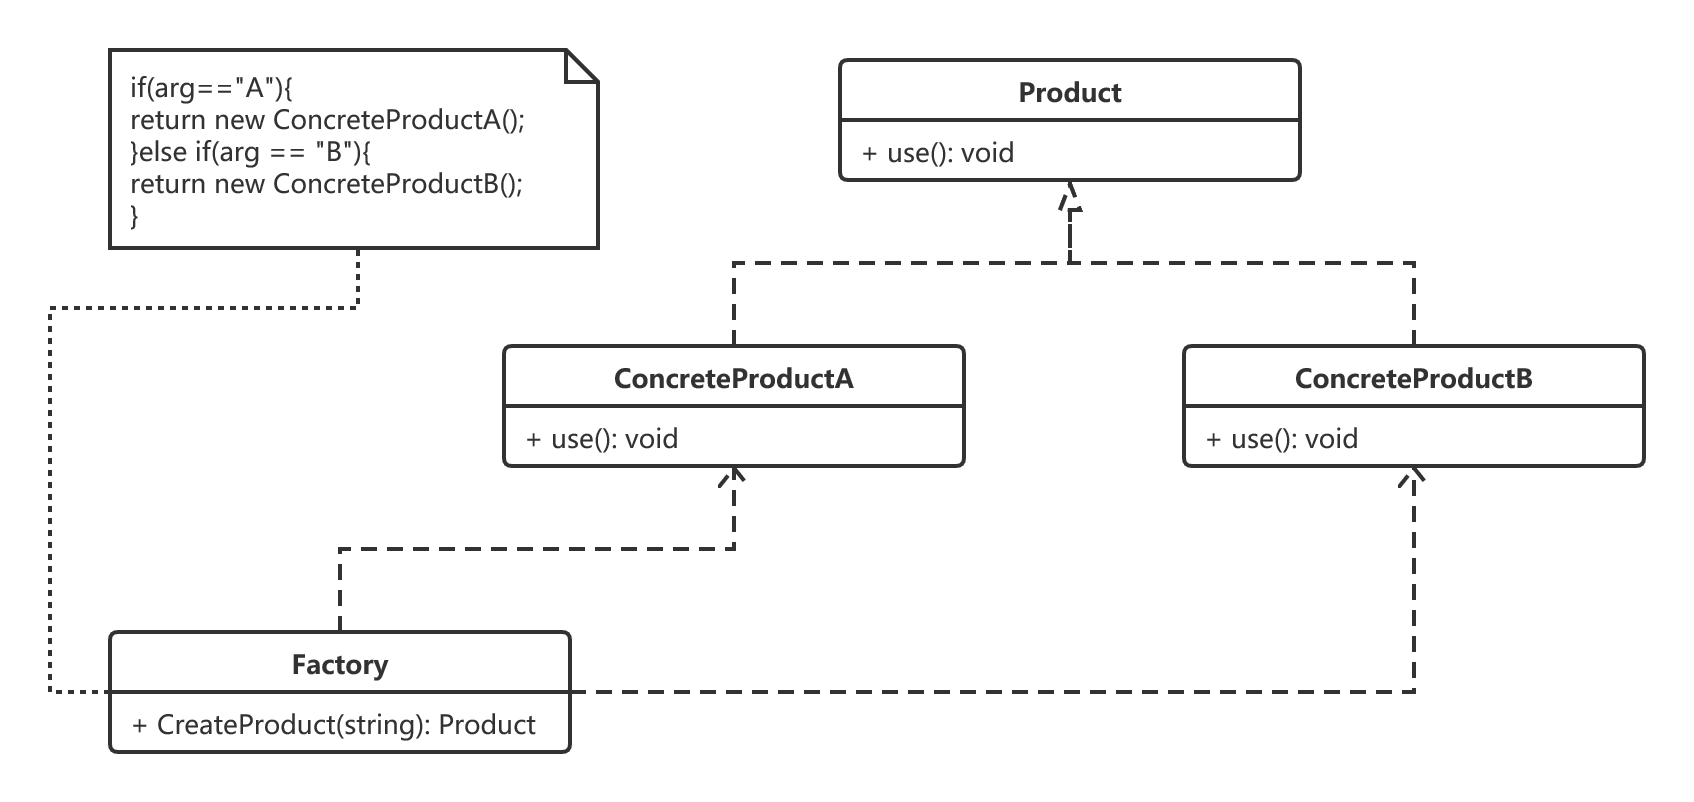 if(arg=="A"){
return new ConcreteProductA();
}else if(arg == "B"){
return new ConcreteProductB();
}
Product
+ use(): void
ConcreteProductA
+ use(): void
ConcreteProductB
+ use(): void
Factory
+ CreateProduct(string): Product